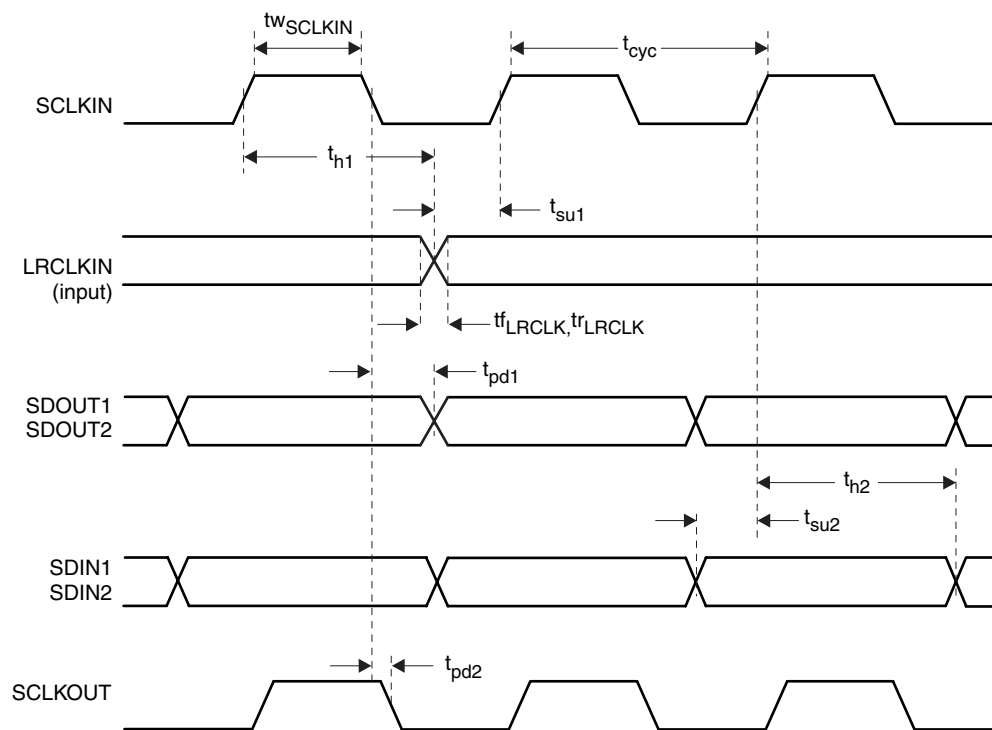 twSCLKIN
tcyc
SCLKIN
th1
tsu1
LRCLKIN
(input)
tfLRCLK,trLRCLK
tpd1
SDOUT1
SDOUT2
th2
tsu2
SDIN1
SDIN2
tpd2
SCLKOUT